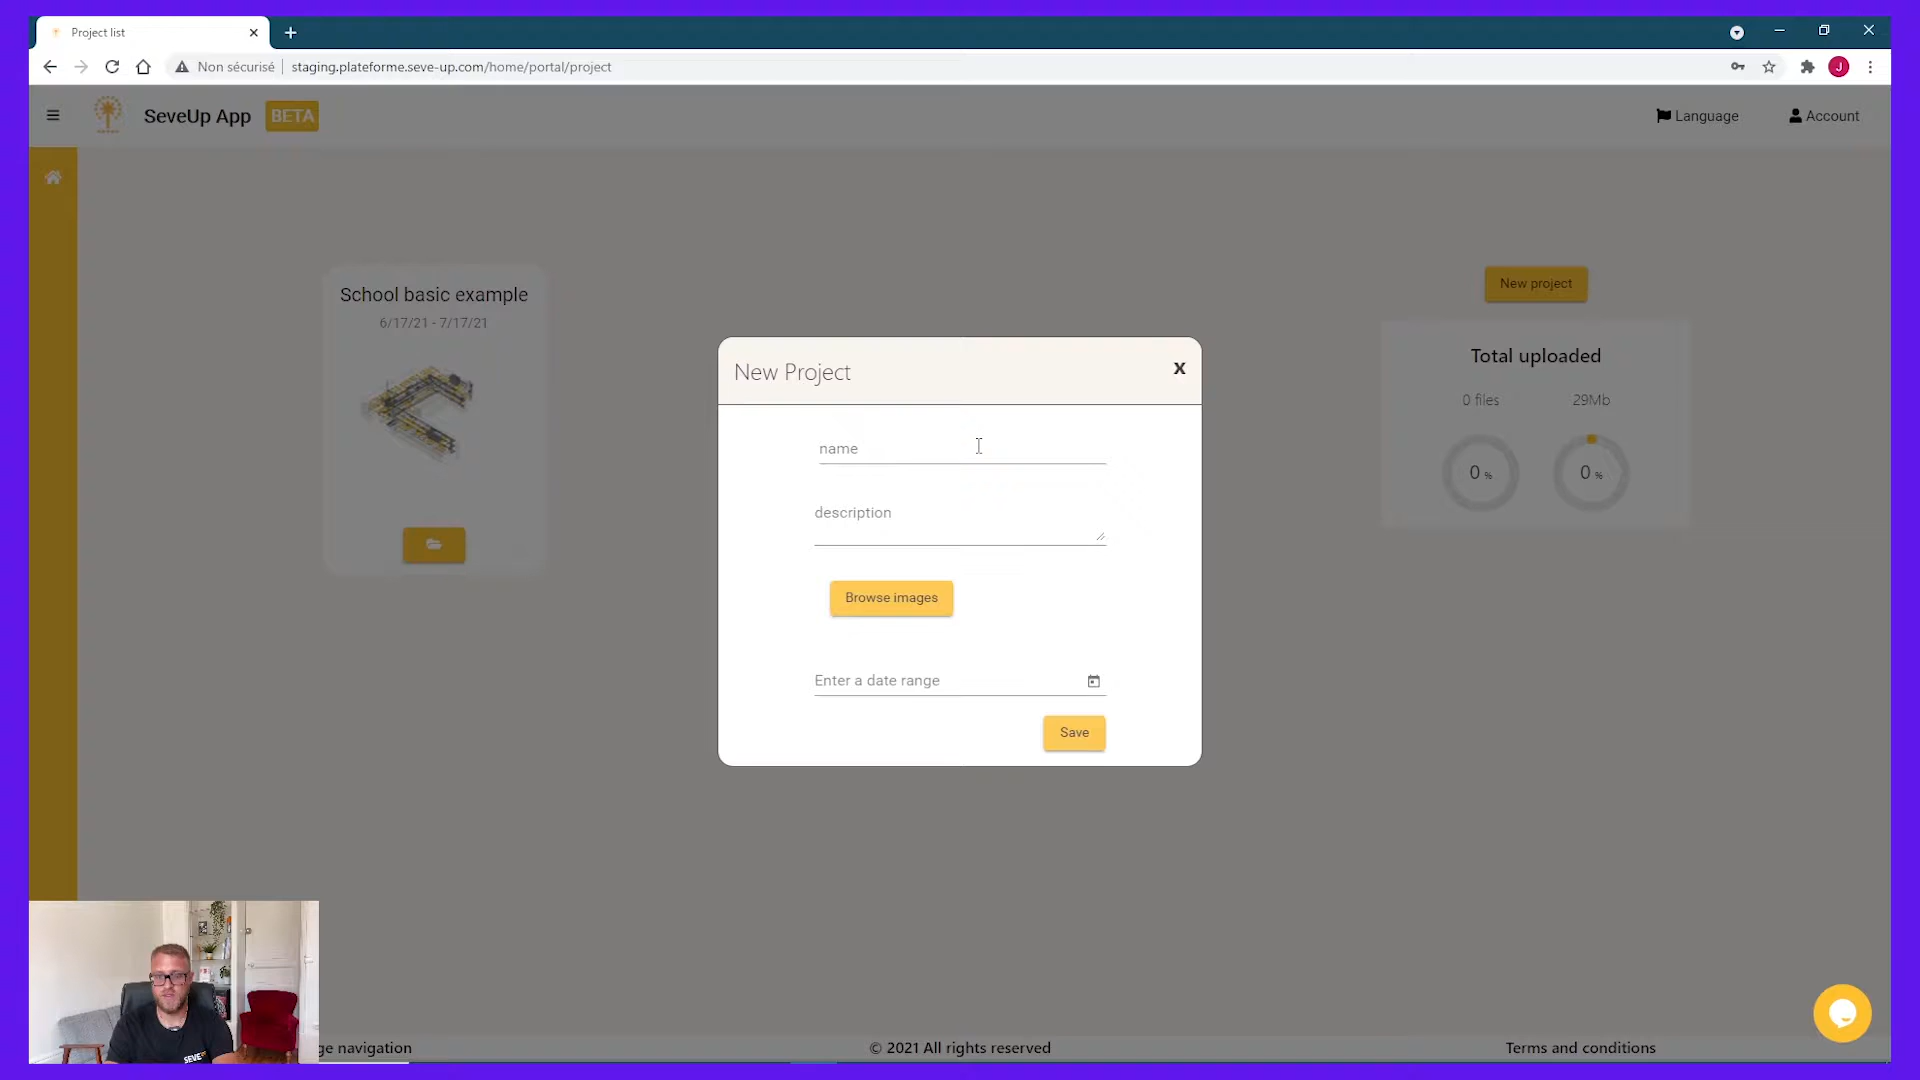 Project list
Non sécurisé
staging.plateforme.seve-up.com/home/portal/project
J
SeveUp App
BETA
Language
Account
School basic example
6/17/21 - 7/17/21
New project
Total uploaded
0 files
29Mb
0 %
0 %
New Project
X
name
description
Browse images
Enter a date range
Save
SEVE
ge navigation
© 2021 All rights reserved
Terms and conditions